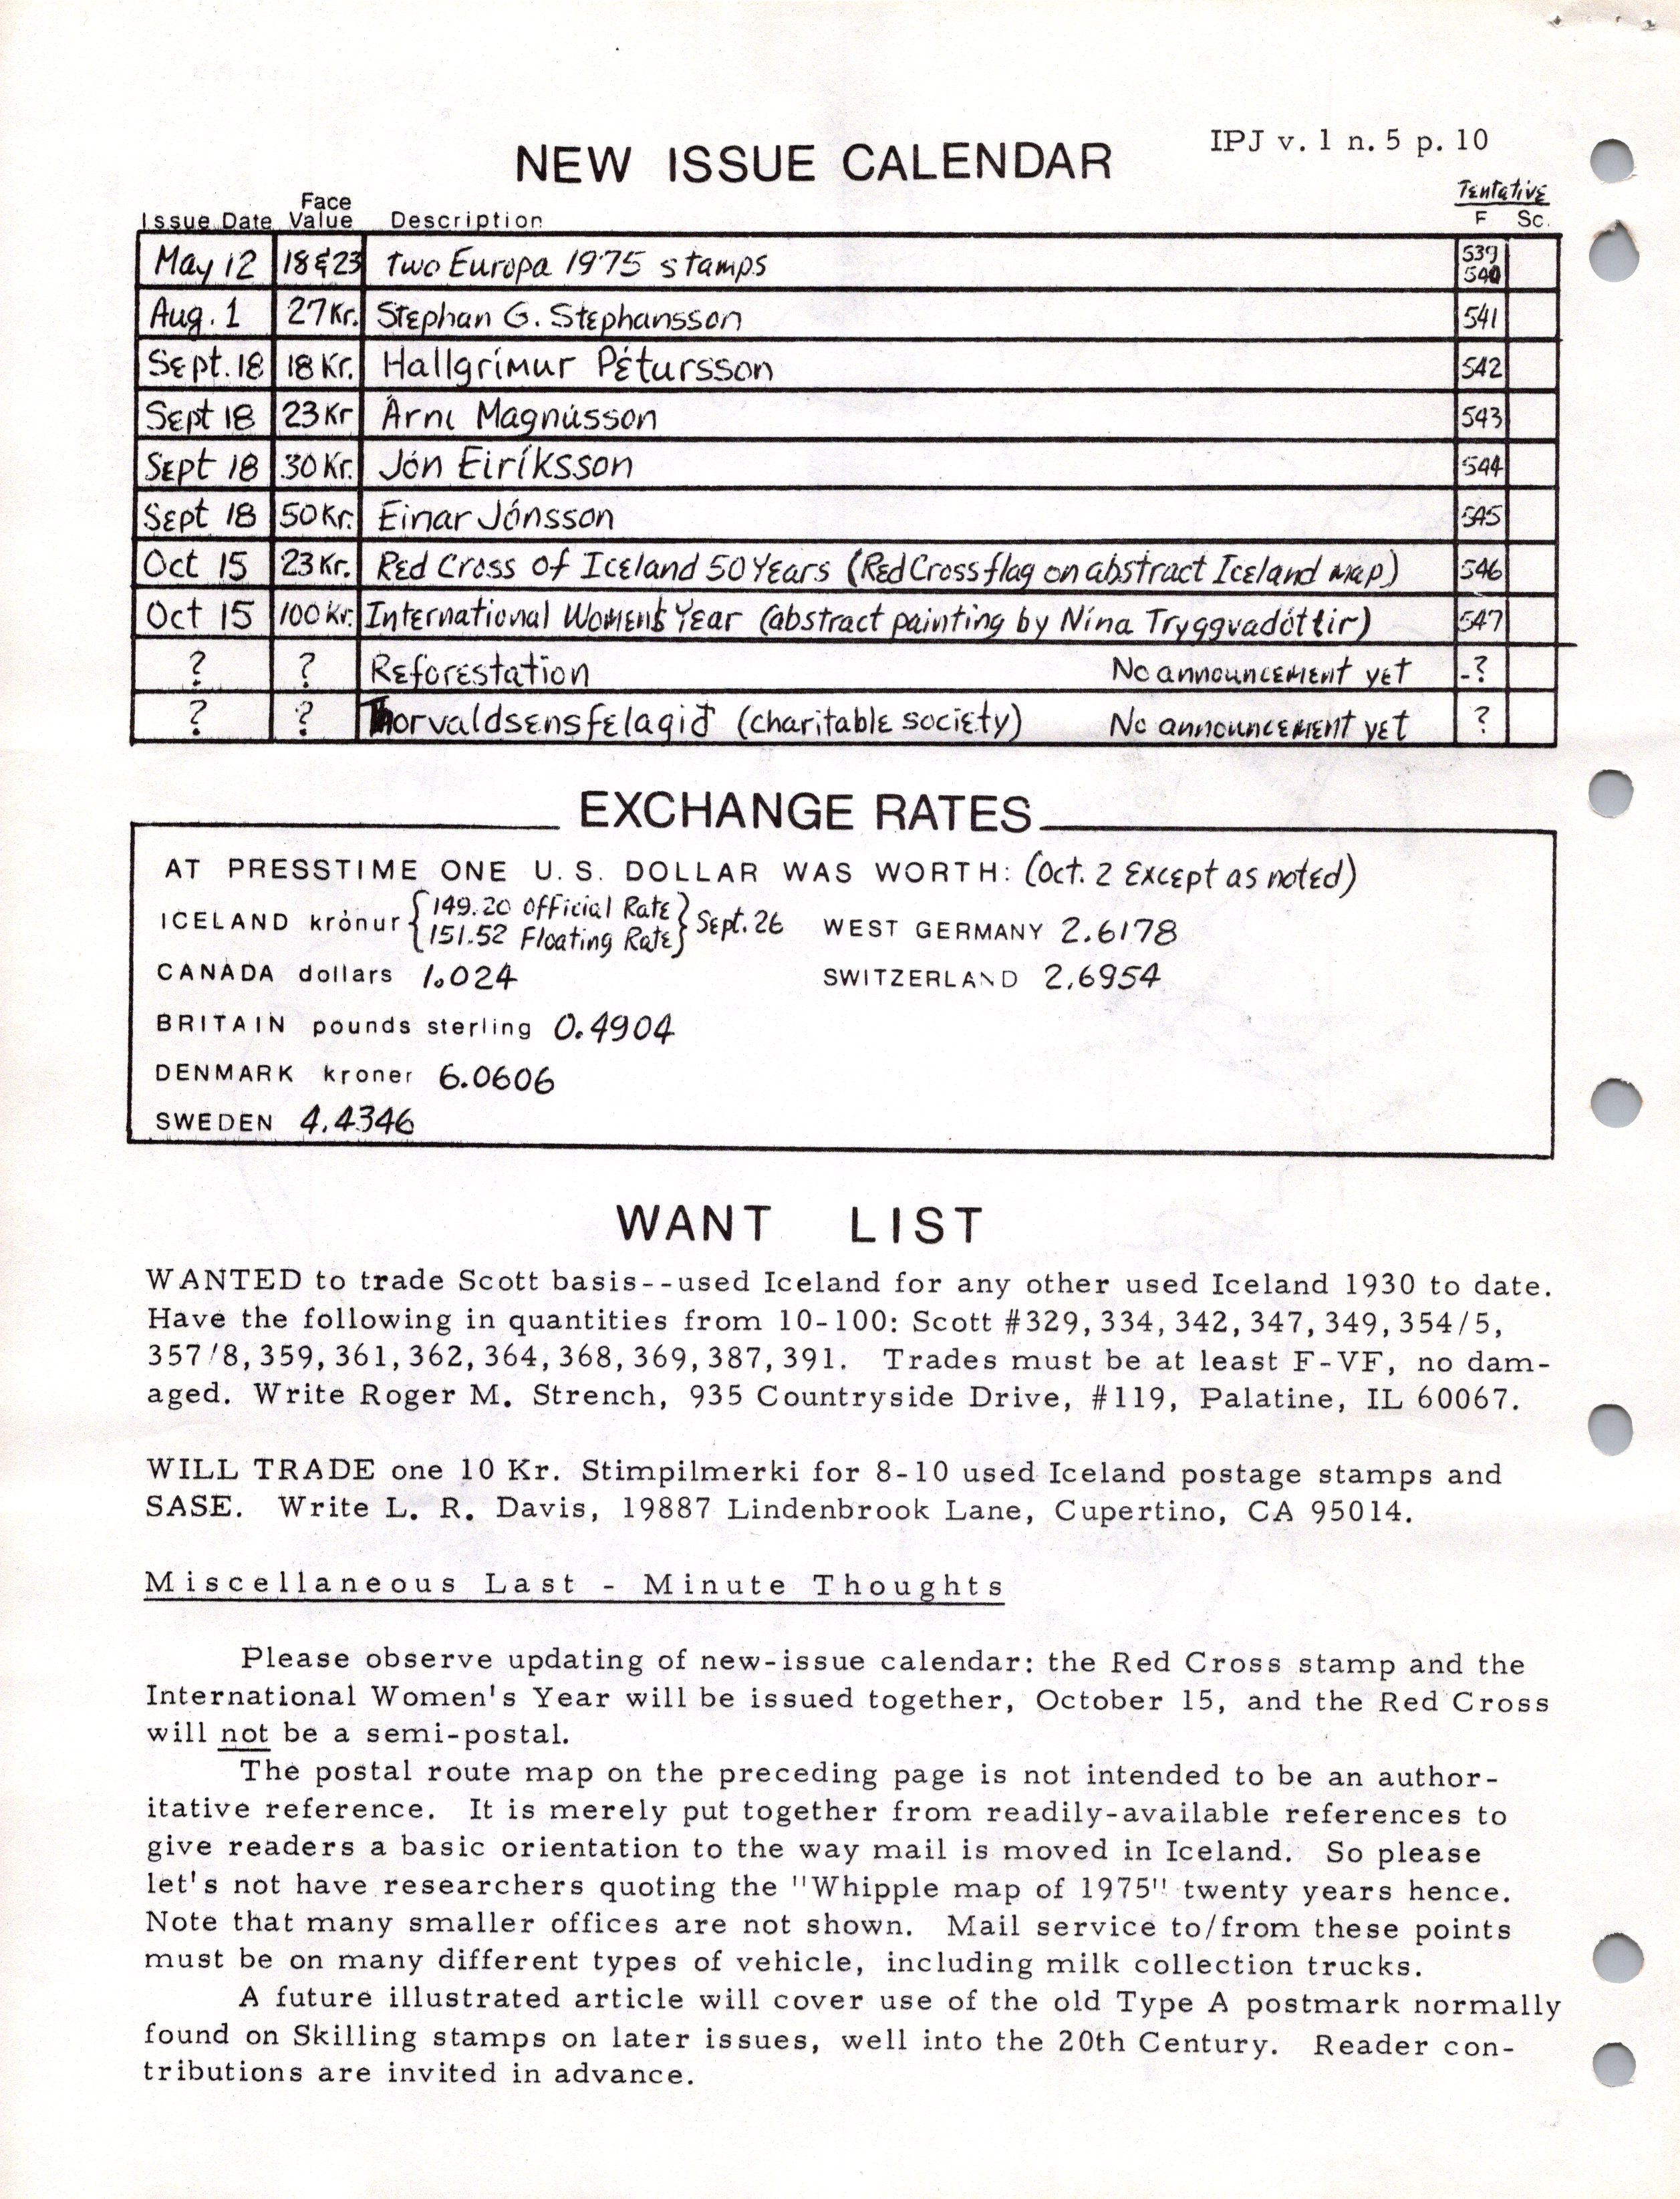 IPJ v. 1 n. 5 p. 10
NEW ISSUE CALENDAR
Tentative
Issue Date Face Value Description F Sc.
May 12 18 & 23 Two Europa 1975 stamps 539 540
Aug. 1 27 Kr. Stephan G. Stephansson 541
Sept. 18 18 Kr. Hallgrímur Pétursson 542
Sept 18 23 Kr Árni Magnússon 543
Sept 18 30 Kr. Jón Eiríksson 544
Sept 18 50 Kr. Einar Jónsson 545
Oct 15 23 Kr. Red Cross of Iceland 50 Years (Red Cross flag on abstract Iceland map) 546
Oct 15 100 Kr. International Women's Year (abstract painting by Nína Tryggvadóttir) 547
? ? Reforestation No announcement yet -?
? ? Thorvaldsensfelagið (charitable society) No announcement yet ?
EXCHANGE RATES
AT PRESSTIME ONE U.S. DOLLAR WAS WORTH: (Oct. 2 Except as noted)
ICELAND krónur {149.20 Official Rate
151.52 Floating Rate} Sept. 26 WEST GERMANY 2.6178
CANADA dollars 1.024 SWITZERLAND 2.6954
BRITAIN pounds sterling 0.4904
DENMARK kroner 6.0606
SWEDEN 4.4346
WANT LIST
WANTED to trade Scott basis--used Iceland for any other used Iceland 1930 to date.
Have the following in quantities from 10-100: Scott #329, 334, 342, 347, 349, 354/5,
357/8, 359, 361, 362, 364, 368, 369, 387, 391. Trades must be at least F-VF, no dam-
aged. Write Roger M. Strench, 935 Countryside Drive, #119, Palatine, IL 60067.
WILL TRADE one 10 Kr. Stimpilmerki for 8-10 used Iceland postage stamps and
SASE. Write L. R. Davis, 19887 Lindenbrook Lane, Cupertino, CA 95014.
Miscellaneous Last - Minute Thoughts
Please observe updating of new-issue calendar: the Red Cross stamp and the
International Women's Year will be issued together, October 15, and the Red Cross
will not be a semi-postal.
The postal route map on the preceding page is not intended to be an author-
itative reference. It is merely put together from readily-available references to
give readers a basic orientation to the way mail is moved in Iceland. So please
let's not have researchers quoting the "Whipple map of 1975" twenty years hence.
Note that many smaller offices are not shown. Mail service to/from these points
must be on many different types of vehicle, including milk collection trucks.
A future illustrated article will cover use of the old Type A postmark normally
found on Skilling stamps on later issues, well into the 20th Century. Reader con-
tributions are invited in advance.